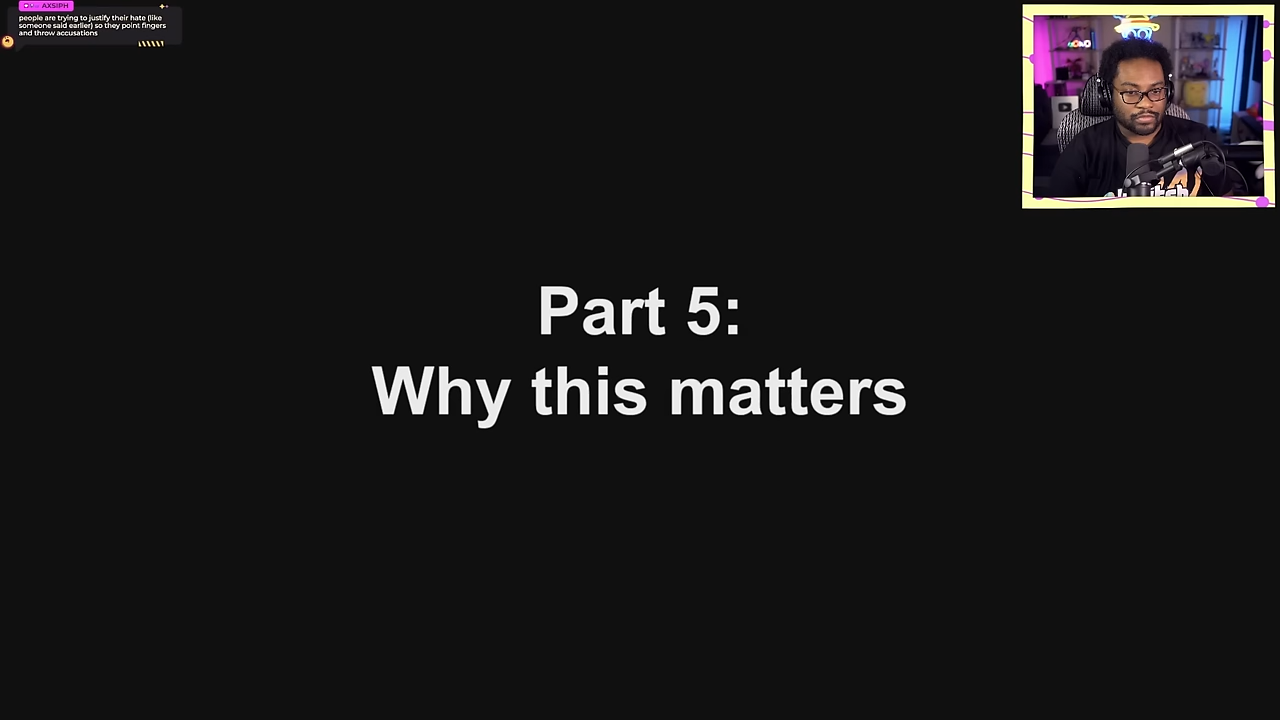 AXSIPH
people are trying to justify their hate (like
someone said earlier) so they point fingers
and throw accusations
Part 5:
Why this matters